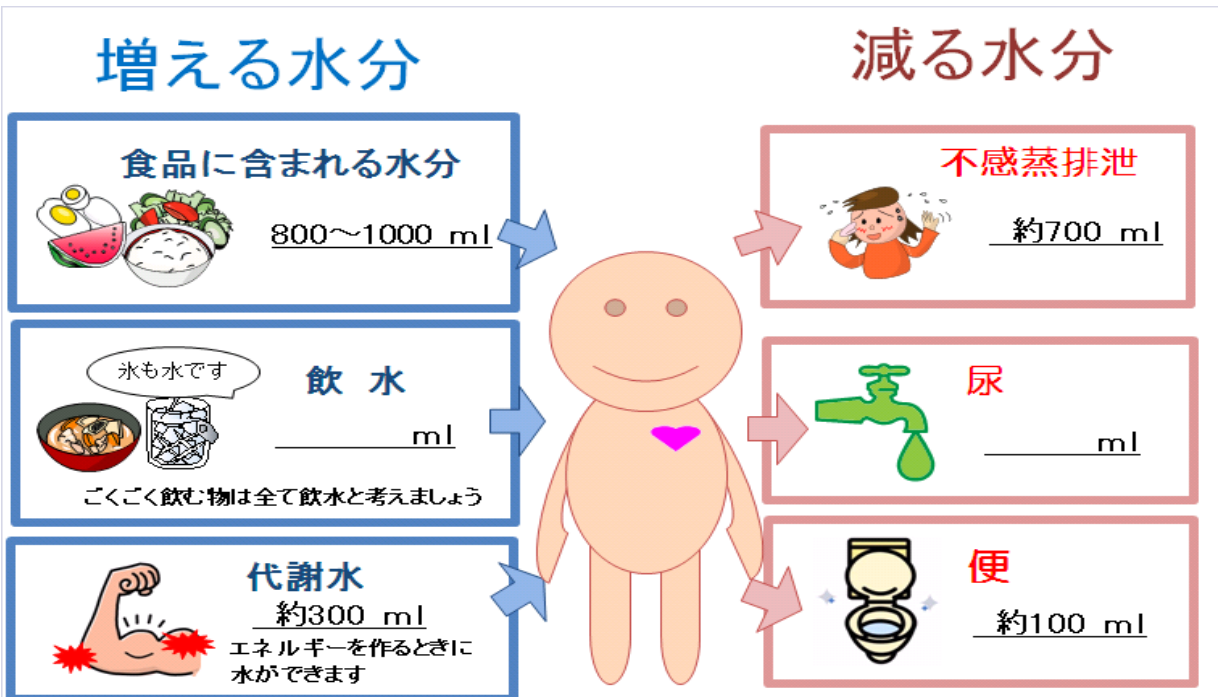 増える水分
食品に含まれる水分
800～1000 ml
氷も水です
飲 水
ml
ごくごく飲む物は全て飲水と考えましょう
代謝水
約300 ml
エネルギーを作るときに
水ができます
減る水分
不感蒸排泄
約700 ml
尿
ml
便
約100 ml